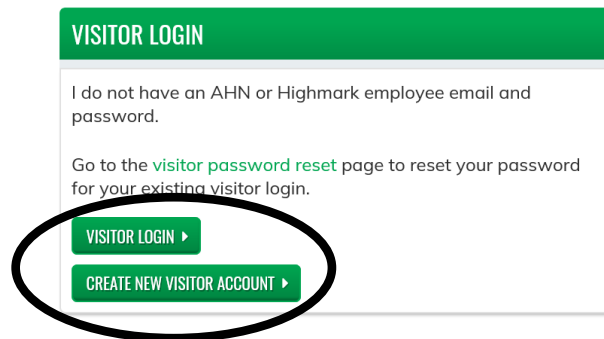 VISITOR LOGIN
I do not have an AHN or Highmark employee email and
password.
Go to the visitor password reset page to reset your password
for your existing visitor login.
VISITOR LOGIN
CREATE NEW VISITOR ACCOUNT